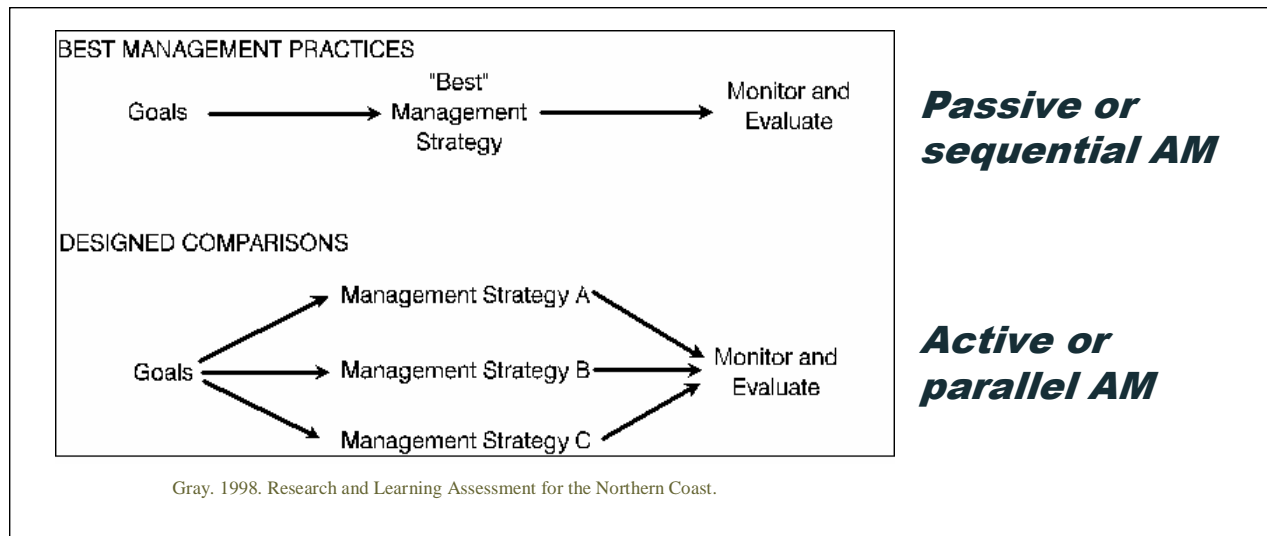 BEST MANAGEMENT PRACTICES
Goals
"Best"
Management
Strategy
Monitor and
Evaluate
Passive or
sequential AM
DESIGNED COMPARISONS
Goals
Management Strategy A
Management Strategy B
Management Strategy C
Monitor and
Evaluate
Active or
parallel AM
Gray. 1998. Research and Learning Assessment for the Northern Coast.